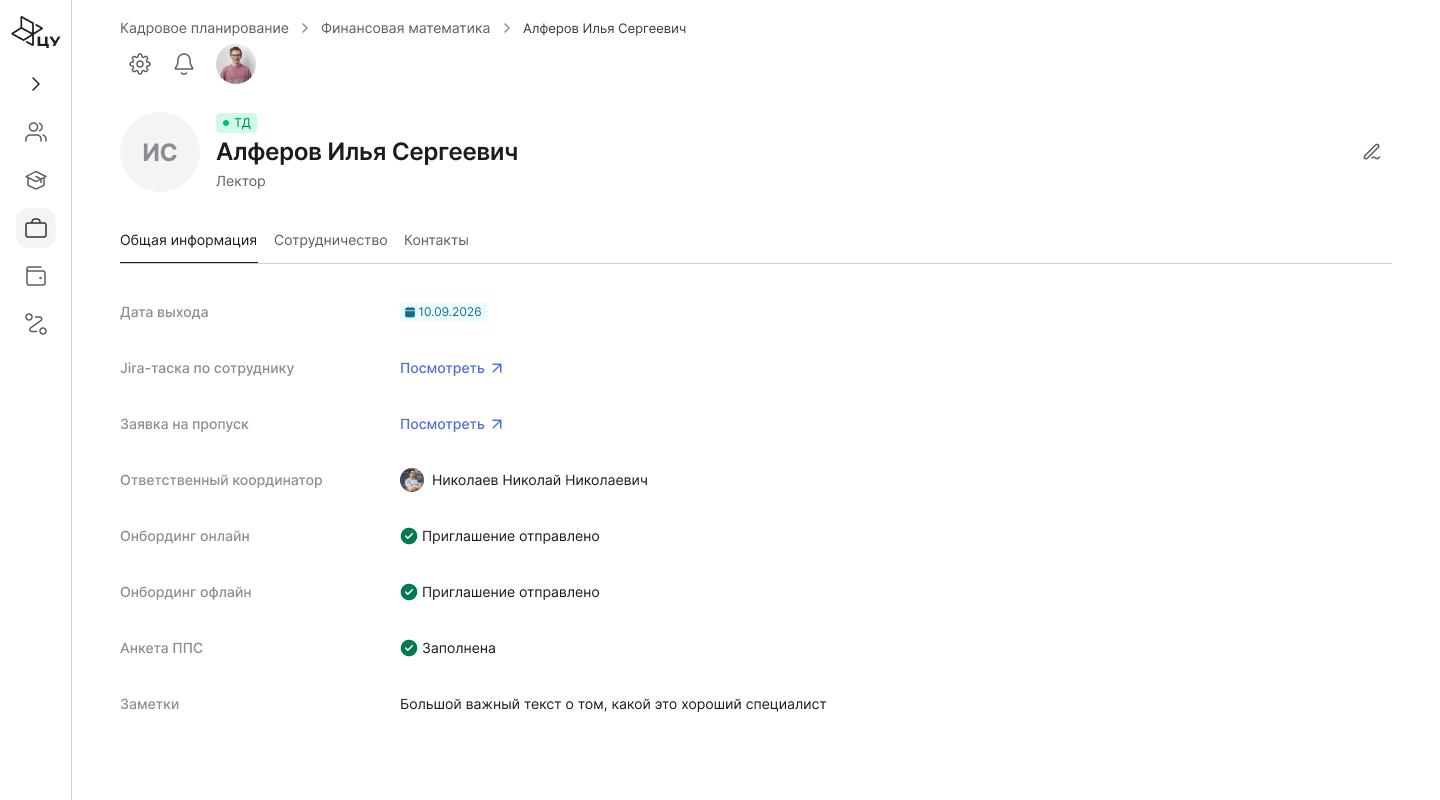 ЦУ
Кадровое планирование
Финансовая математика
Алферов Илья Сергеевич
ИС
ТД
Алферов Илья Сергеевич
Лектор
Общая информация
Сотрудничество
Контакты
Дата выхода
10.09.2026
Jira-таска по сотруднику
Посмотреть
Заявка на пропуск
Посмотреть
Ответственный координатор
Николаев Николай Николаевич
Онбординг онлайн
Приглашение отправлено
Онбординг офлайн
Приглашение отправлено
Анкета ППС
Заполнена
Заметки
Большой важный текст о том, какой это хороший специалист